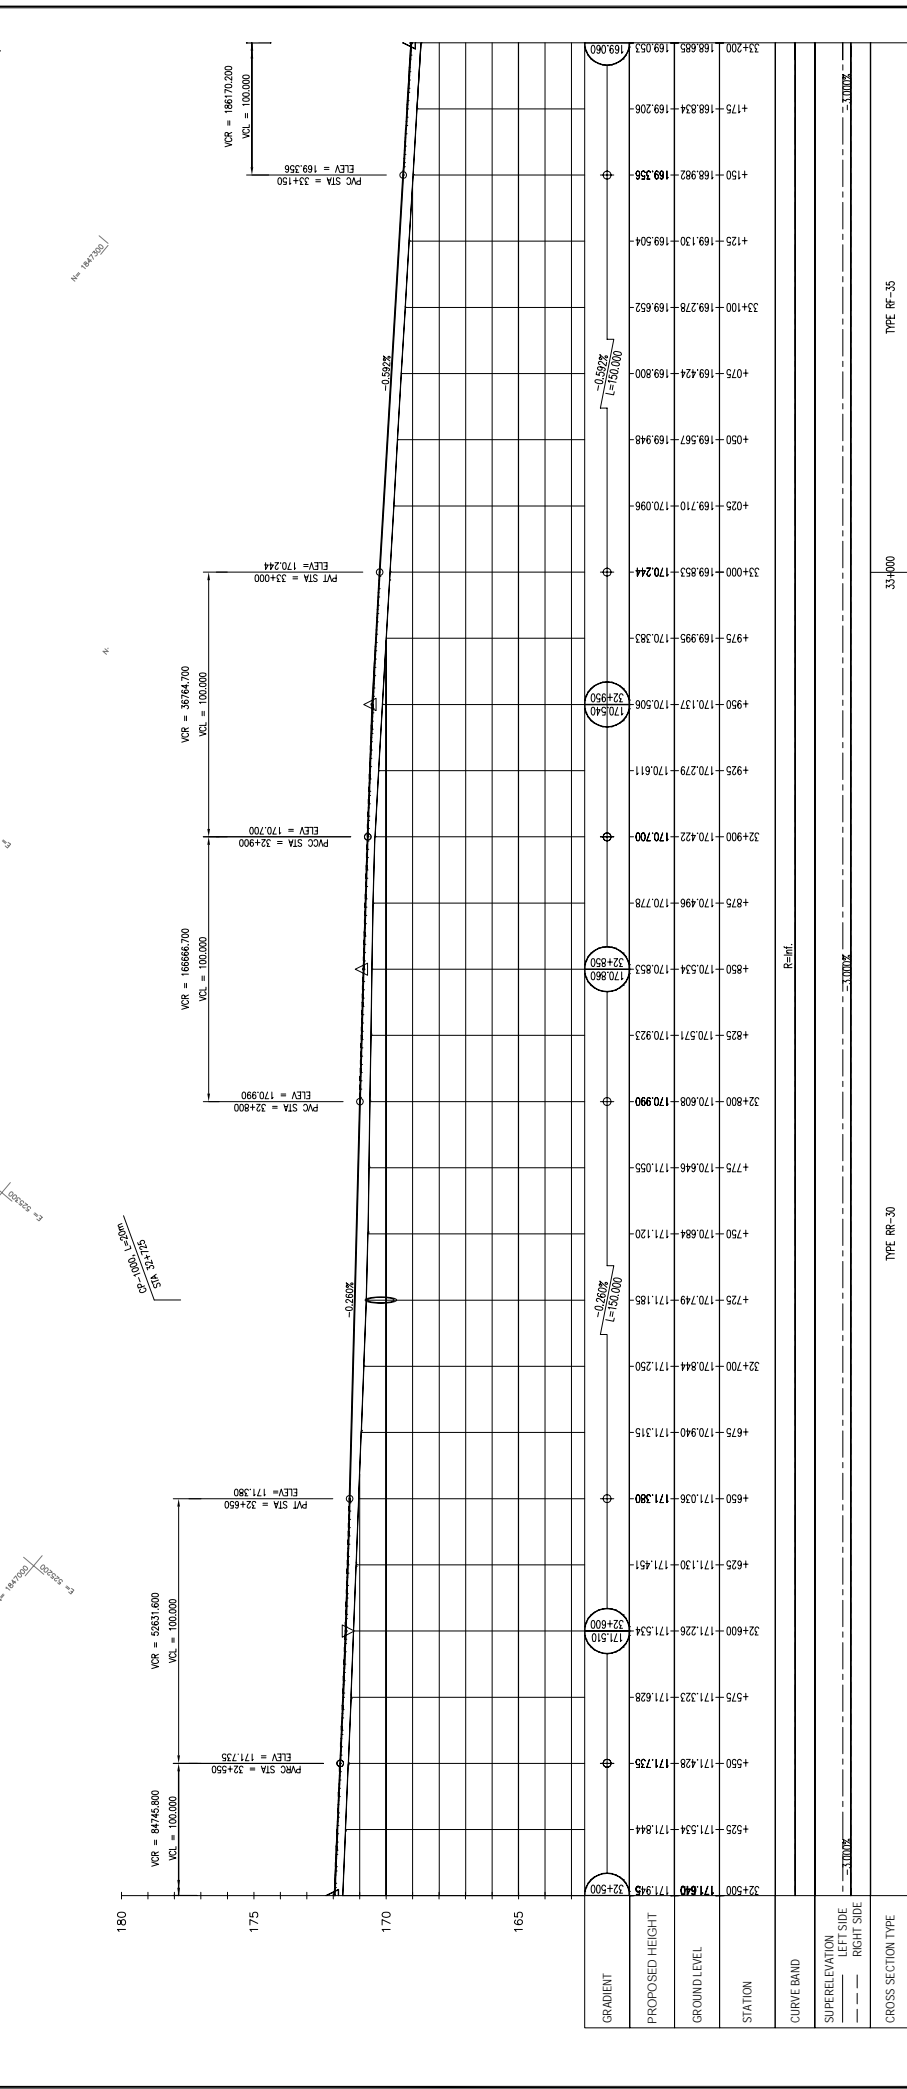 VCR = 84745.800
VCL = 100.000
VCR = 52631.600
VCL = 100.000
VCR = 166666.700
VCL = 100.000
VCR = 36764.700
VCL = 100.000
VCR = 186170.200
VCL = 100.000
PVRC STA = 32+550
ELEV = 171.735
PVT STA = 32+650
ELEV= 171.380
PVC STA = 32+800
ELEV = 170.990
PVCC STA = 32+900
ELEV = 170.700
PVT STA = 33+000
ELEV= 170.244
PVC STA = 33+150
ELEV = 169.356
CP-1000, L=20m
STA 32+725
N= 1847300
N-
E= 525300
E= 525200
= 1847000
=3
-0.260%
-0.592%
180
175
170
165
GRADIENT
32+500
171.510
32+600
-0.260%
L=150.000
170.860
32+850
170.540
32+950
-0.592%
L=150.000
169.060
PROPOSED HEIGHT
171.945 171.844 171.735 171.628 171.534 171.451 171.380 171.315 171.250 171.185 171.120 171.055 170.990 170.923 170.853 170.778 170.700 170.611 170.506 170.383 170.244 170.096 169.948 169.800 169.652 169.504 169.356 169.206 169.053
GROUND LEVEL
171.640 171.534 171.428 171.323 171.226 171.130 171.036 170.940 170.844 170.749 170.684 170.646 170.608 170.571 170.534 170.496 170.422 170.279 170.137 169.995 169.853 169.710 169.567 169.424 169.278 169.130 168.982 168.834 168.685
STATION
32+500 +525 +550 +575 32+600 +625 +650 +675 32+700 +725 +750 +775 32+800 +825 +850 +875 32+900 +925 +950 +975 33+000 +025 +050 +075 33+100 +125 +150 +175 33+200
CURVE BAND
R=Inf.
SUPERELEVATION
LEFT SIDE
RIGHT SIDE
-3.000% -3.000% -3.000%
CROSS SECTION TYPE
TYPE RR-30
33+000
TYPE RF-35